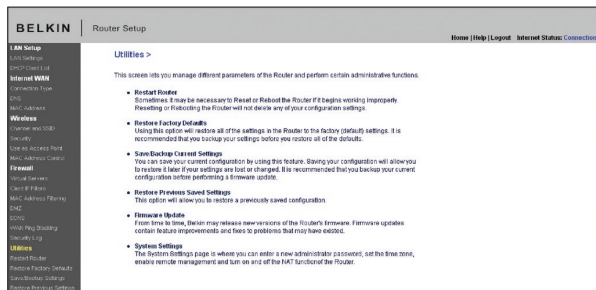 BELKIN Router Setup
Home | Help | Logout Internet Status: Connection
LAN Setup
LAN Settings
DHCP Client List
Internet WAN
Connection Type
DNS
MAC Address
Wireless
Channel and SSID
Security
Use as Access Point
MAC Address Control
Firewall
Virtual Servers
Client IP Filters
MAC Address Filtering
DMZ
DDNS
WAN Ping Blocking
Security Log
Utilities
Restart Router
Restore Factory Defaults
Save/Backup Settings
Restore Previous Settings
Utilities >
This screen lets you manage different parameters of the Router and perform certain administrative functions.
• Restart Router
Sometimes it may be necessary to Reset or Reboot the Router if it begins working improperly.
Resetting or Rebooting the Router will not delete any of your configuration settings.
• Restore Factory Defaults
Using this option will restore all of the settings in the Router to the factory (default) settings. It is
recommended that you backup your settings before you restore all of the defaults.
• Save/Backup Current Settings
You can save your current configuration by using this feature. Saving your configuration will allow you
to restore it later if your settings are lost or changed. It is recommended that you backup your current
configuration before performing a firmware update.
• Restore Previous Saved Settings
This option will allow you to restore a previously saved configuration.
• Firmware Update
From time to time, Belkin may release new versions of the Router's firmware. Firmware updates
contain feature improvements and fixes to problems that may have existed.
• System Settings
The System Settings page is where you can enter a new administrator password, set the time zone,
enable remote management and turn on and off the NAT function of the Router.